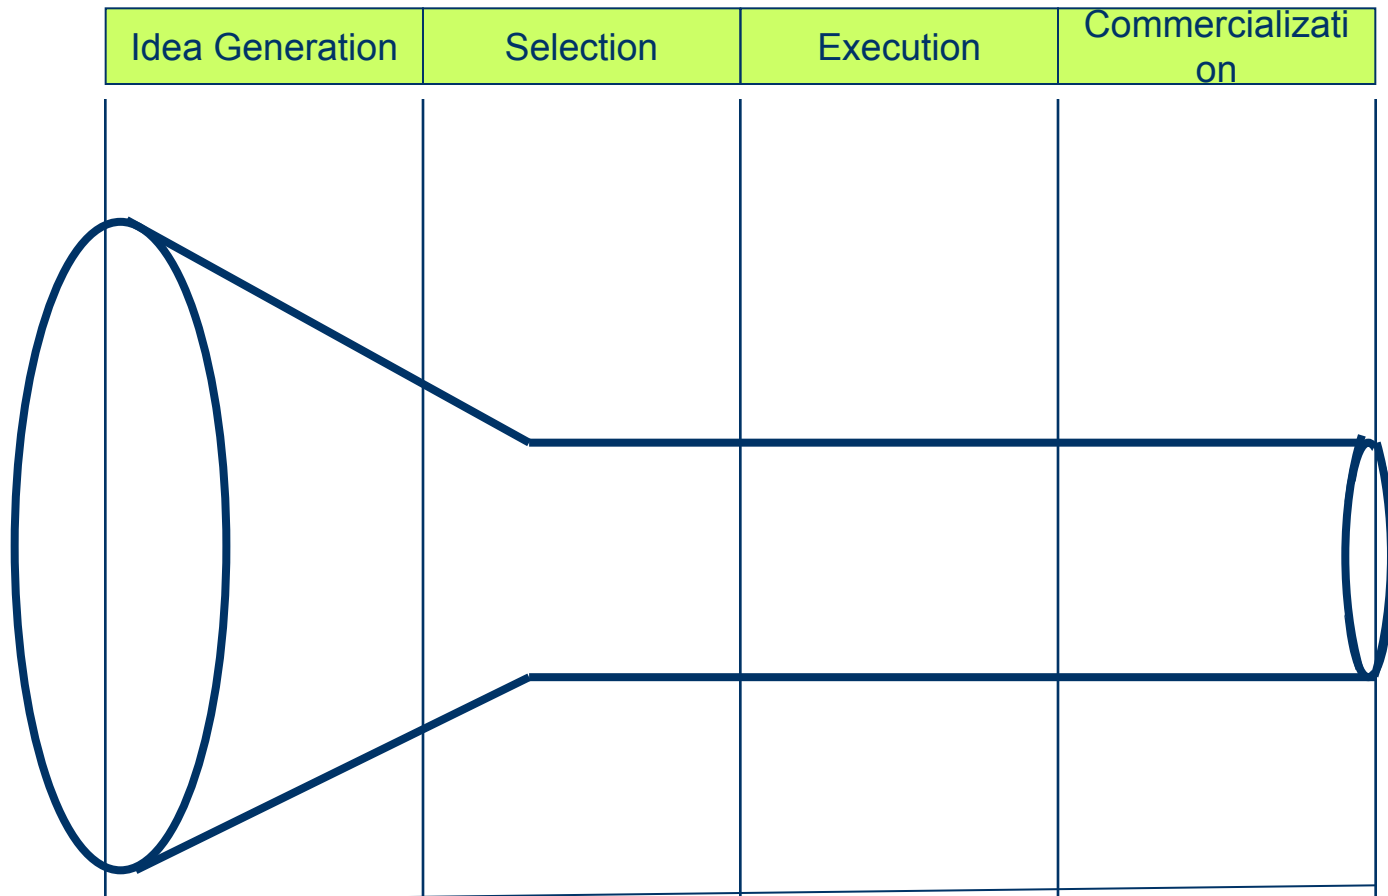 Idea Generation
Selection
Execution
Commercializati
on